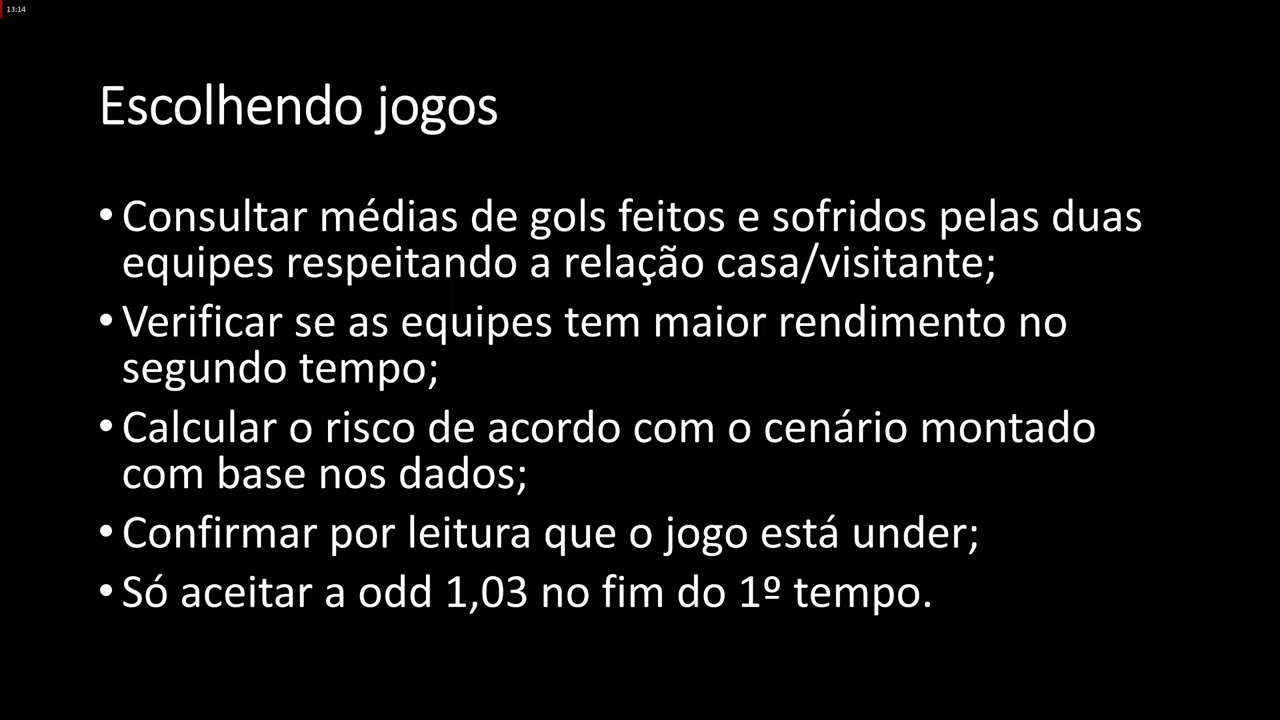 13:14
Escolhendo jogos
• Consultar médias de gols feitos e sofridos pelas duas
equipes respeitando a relação casa/visitante;
• Verificar se as equipes tem maior rendimento no
segundo tempo;
• Calcular o risco de acordo com o cenário montado
com base nos dados;
• Confirmar por leitura que o jogo está under;
• Só aceitar a odd 1,03 no fim do 1º tempo.